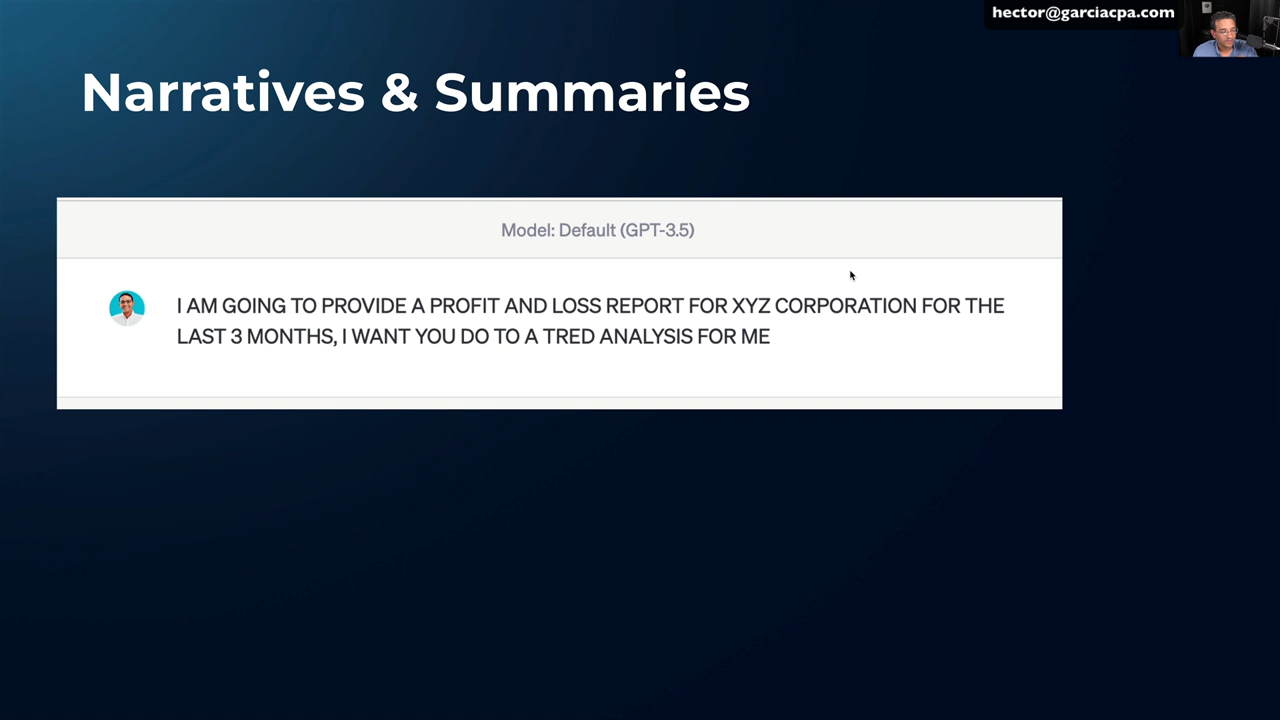 hector@garciacpa.com
Narratives & Summaries
Model: Default (GPT-3.5)
I AM GOING TO PROVIDE A PROFIT AND LOSS REPORT FOR XYZ CORPORATION FOR THE
LAST 3 MONTHS, I WANT YOU DO TO A TRED ANALYSIS FOR ME